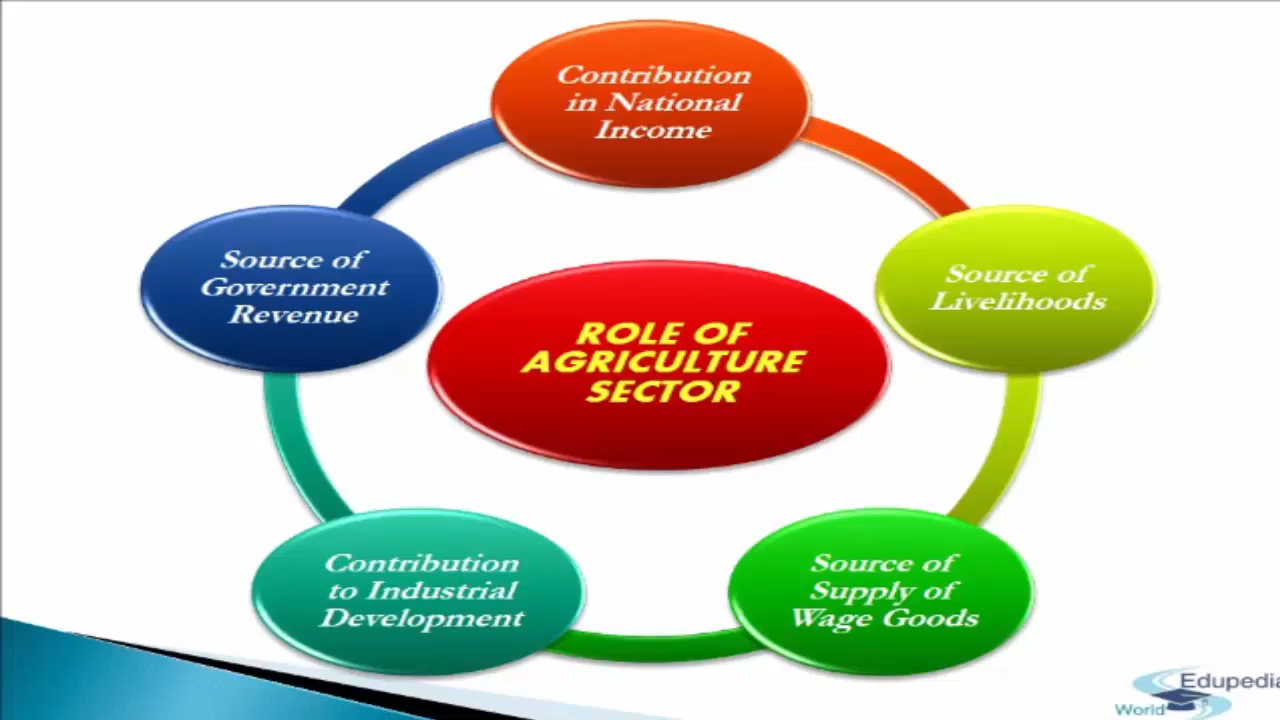 Contribution
in National
Income
Source of
Livelihoods
Source of
Supply of
Wage Goods
Contribution
to Industrial
Development
Source of
Government
Revenue
ROLE OF
AGRICULTURE
SECTOR
Edupedia
World